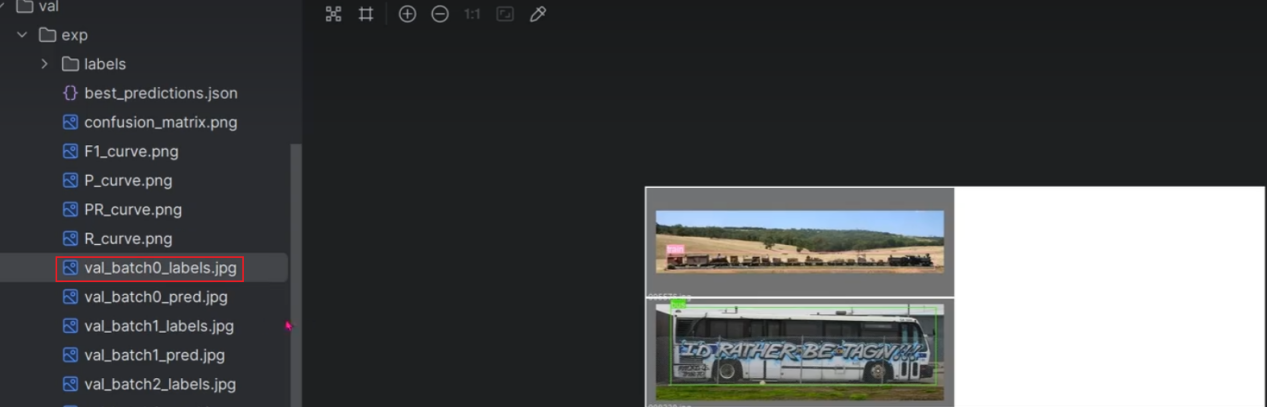 val
exp
labels
best_predictions.json
confusion_matrix.png
F1_curve.png
P_curve.png
PR_curve.png
R_curve.png
val_batch0_labels.jpg
val_batch0_pred.jpg
val_batch1_labels.jpg
val_batch1_pred.jpg
val_batch2_labels.jpg
1:1
I'D RATHER BE TAGN'!!!